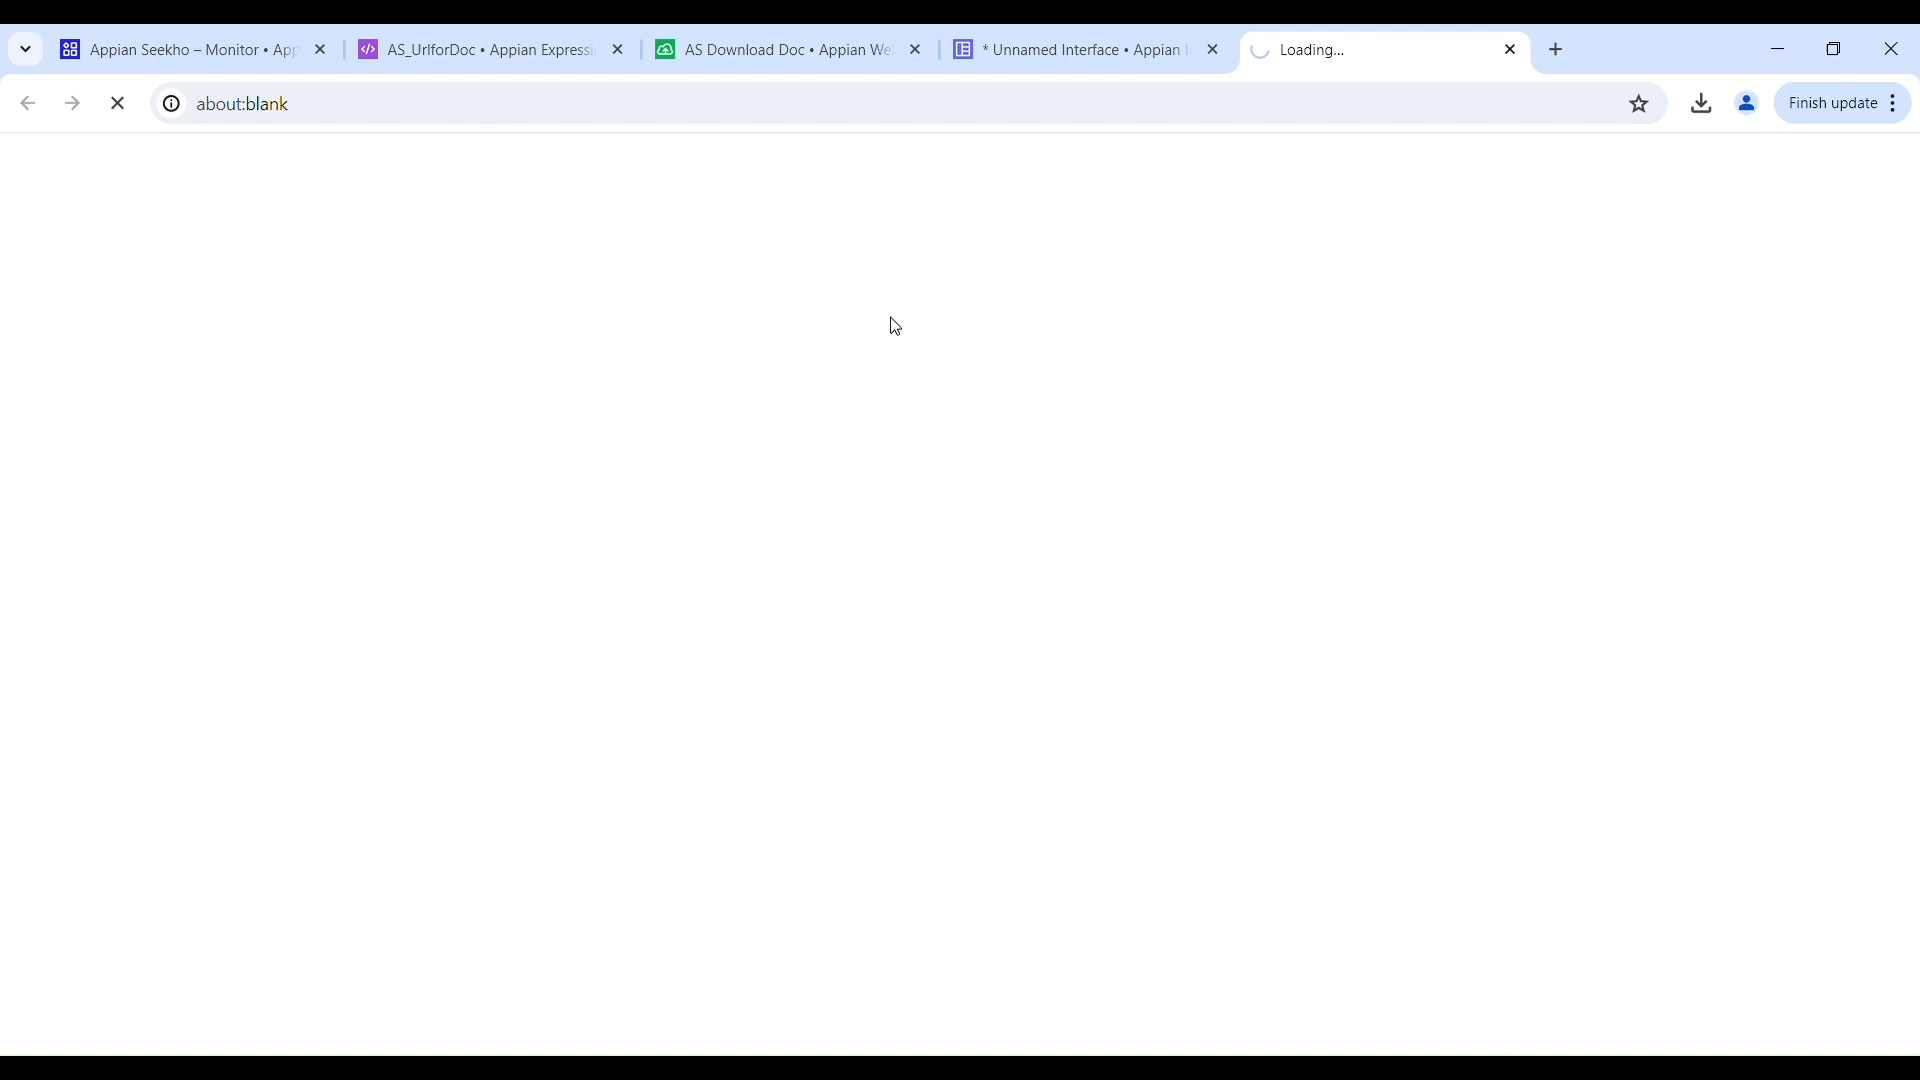 Appian Seekho – Monitor • App
AS_UrlforDoc • Appian Expressi
AS Download Doc • Appian We
* Unnamed Interface • Appian I
Loading...
about:blank
Finish update